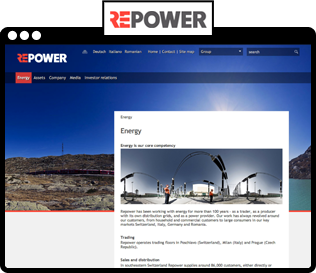 REPOWER
REPOWER
Deutsch Italiano Romanian Home | Contact | Site map Group search
Energy Assets Company Media Investor relations
Energy
Energy
Energy is our core competency
Repower has been working with energy for more than 100 years - as a trader, as a producer
with its own distribution grids, and as a power provider. Our work has always revolved around
our customers, from household and commercial customers to large consumers in our key
markets Switzerland, Italy, Germany and Romania.
Trading
Repower operates trading floors in Poschiavo (Switzerland), Milan (Italy) and Prague (Czech
Republic).
Sales and distribution
In southeastern Switzerland Repower supplies around 86,000 customers, either directly or